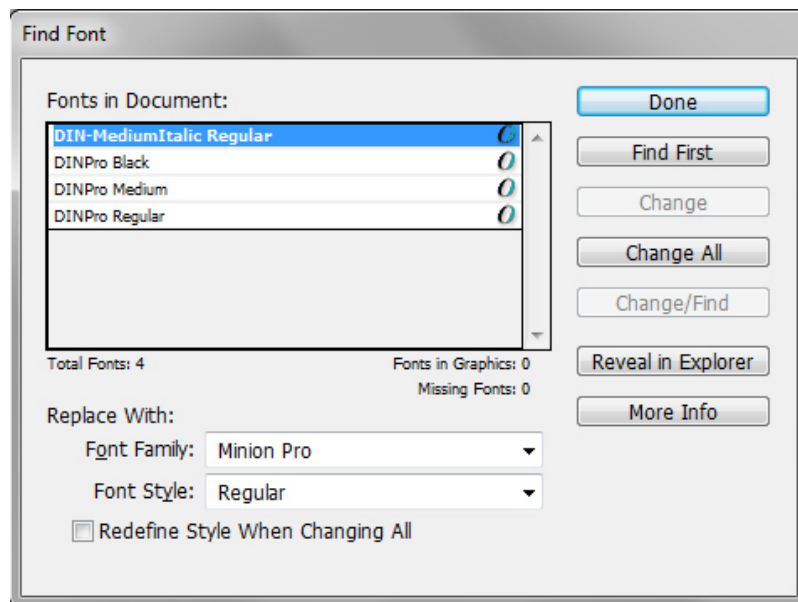 Find Font
Fonts in Document:
DIN-MediumItalic Regular
DINPro Black
DINPro Medium
DINPro Regular
Total Fonts: 4
Fonts in Graphics: 0
Missing Fonts: 0
Replace With:
Font Family: Minion Pro
Font Style: Regular
Redefine Style When Changing All
Done
Find First
Change
Change All
Change/Find
Reveal in Explorer
More Info